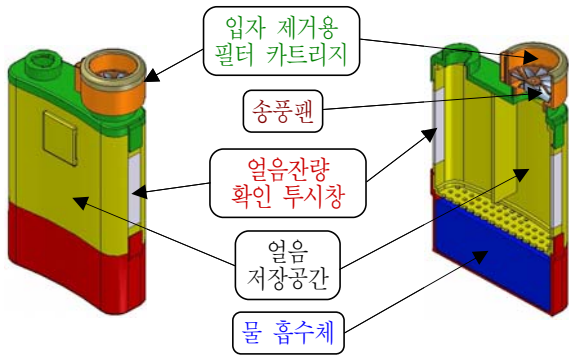 입자 제거용
필터 카트리지
송풍팬
얼음잔량
확인 투시창
얼음
저장공간
물 흡수체